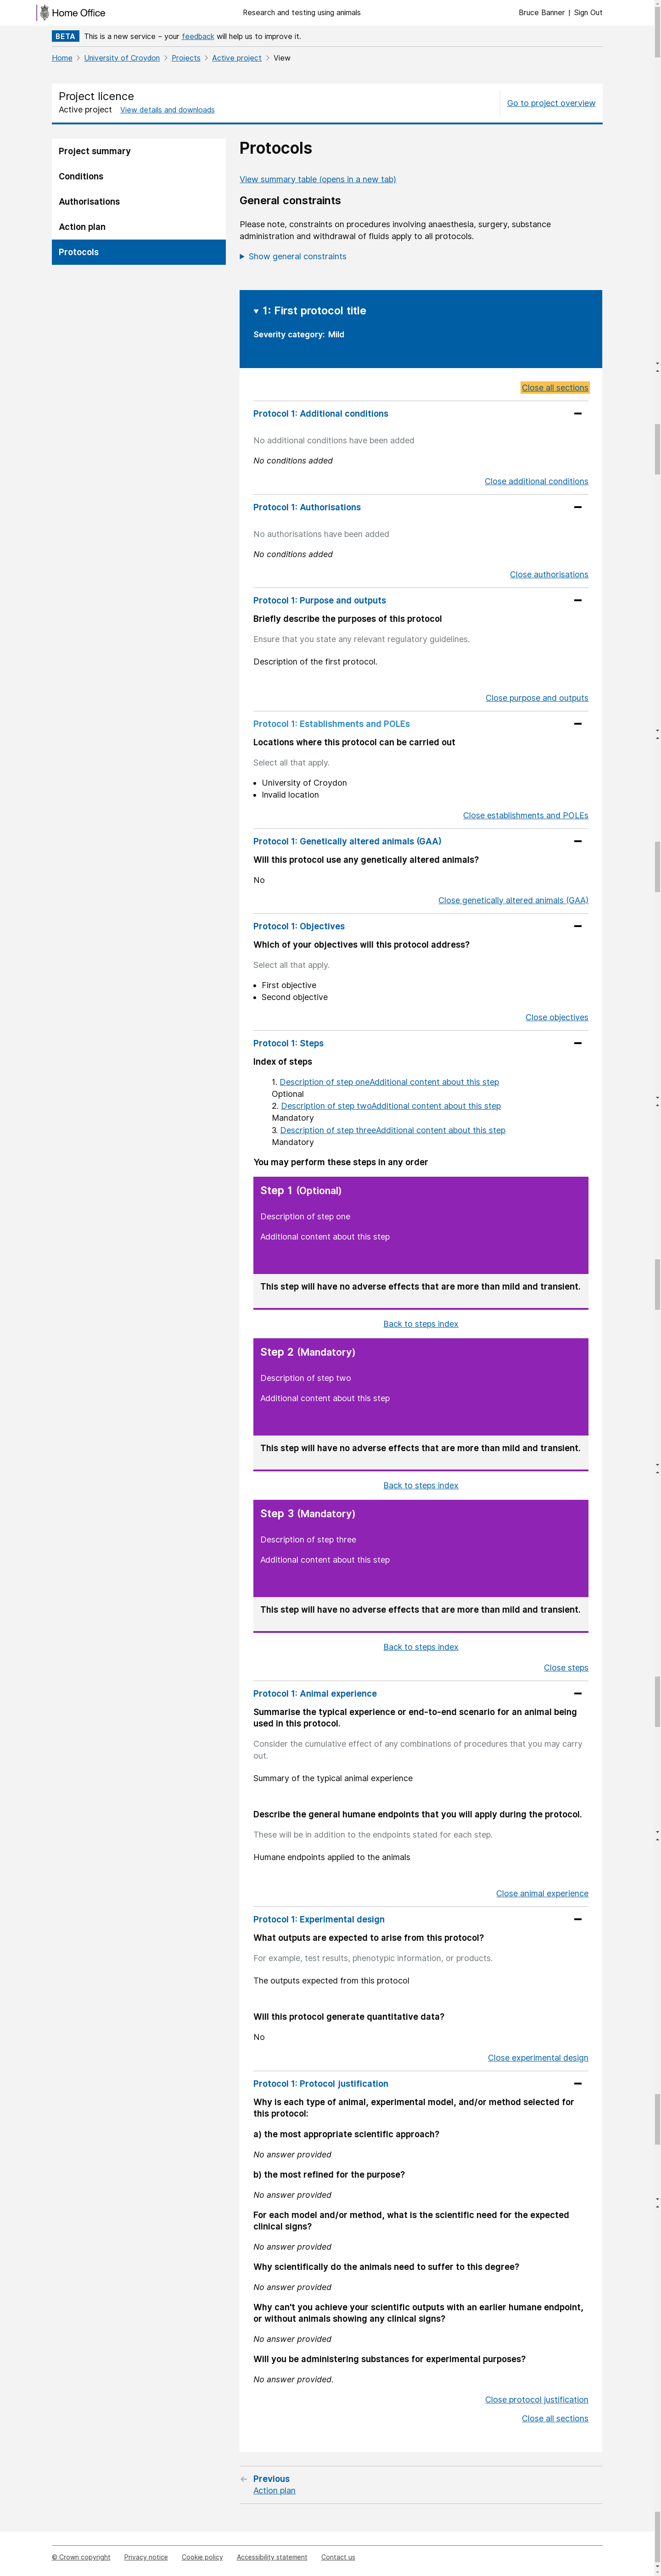 Home Office
Research and testing using animals
Bruce Banner | Sign Out
BETA This is a new service - your feedback will help us to improve it.
Home > University of Croydon > Projects > Active project > View
Project licence
Active project View details and downloads
Go to project overview
Project summary
Conditions
Authorisations
Action plan
Protocols
Protocols
View summary table (opens in a new tab)
General constraints
Please note, constraints on procedures involving anaesthesia, surgery, substance
administration and withdrawal of fluids apply to all protocols.
Show general constraints
1: First protocol title
Severity category: Mild
Close all sections
Protocol 1: Additional conditions
No additional conditions have been added
No conditions added
Close additional conditions
Protocol 1: Authorisations
No authorisations have been added
No conditions added
Close authorisations
Protocol 1: Purpose and outputs
Briefly describe the purposes of this protocol
Ensure that you state any relevant regulatory guidelines.
Description of the first protocol.
Close purpose and outputs
Protocol 1: Establishments and POLEs
Locations where this protocol can be carried out
Select all that apply.
• University of Croydon
• Invalid location
Close establishments and POLEs
Protocol 1: Genetically altered animals (GAA)
Will this protocol use any genetically altered animals?
No
Close genetically altered animals (GAA)
Protocol 1: Objectives
Which of your objectives will this protocol address?
Select all that apply.
• First objective
• Second objective
Close objectives
Protocol 1: Steps
Index of steps
1. Description of step oneAdditional content about this step
Optional
2. Description of step twoAdditional content about this step
Mandatory
3. Description of step threeAdditional content about this step
Mandatory
You may perform these steps in any order
Step 1 (Optional)
Description of step one
Additional content about this step
This step will have no adverse effects that are more than mild and transient.
Back to steps index
Step 2 (Mandatory)
Description of step two
Additional content about this step
This step will have no adverse effects that are more than mild and transient.
Back to steps index
Step 3 (Mandatory)
Description of step three
Additional content about this step
This step will have no adverse effects that are more than mild and transient.
Back to steps index
Close steps
Protocol 1: Animal experience
Summarise the typical experience or end-to-end scenario for an animal being
used in this protocol.
Consider the cumulative effect of any combinations of procedures that you may carry
out.
Summary of the typical animal experience
Describe the general humane endpoints that you will apply during the protocol.
These will be in addition to the endpoints stated for each step.
Humane endpoints applied to the animals
Close animal experience
Protocol 1: Experimental design
What outputs are expected to arise from this protocol?
For example, test results, phenotypic information, or products.
The outputs expected from this protocol
Will this protocol generate quantitative data?
No
Close experimental design
Protocol 1: Protocol justification
Why is each type of animal, experimental model, and/or method selected for
this protocol:
a) the most appropriate scientific approach?
No answer provided
b) the most refined for the purpose?
No answer provided
For each model and/or method, what is the scientific need for the expected
clinical signs?
No answer provided
Why scientifically do the animals need to suffer to this degree?
No answer provided
Why can't you achieve your scientific outputs with an earlier humane endpoint,
or without animals showing any clinical signs?
No answer provided
Will you be administering substances for experimental purposes?
No answer provided.
Close protocol justification
Close all sections
Previous
Action plan
© Crown copyright Privacy notice Cookie policy Accessibility statement Contact us